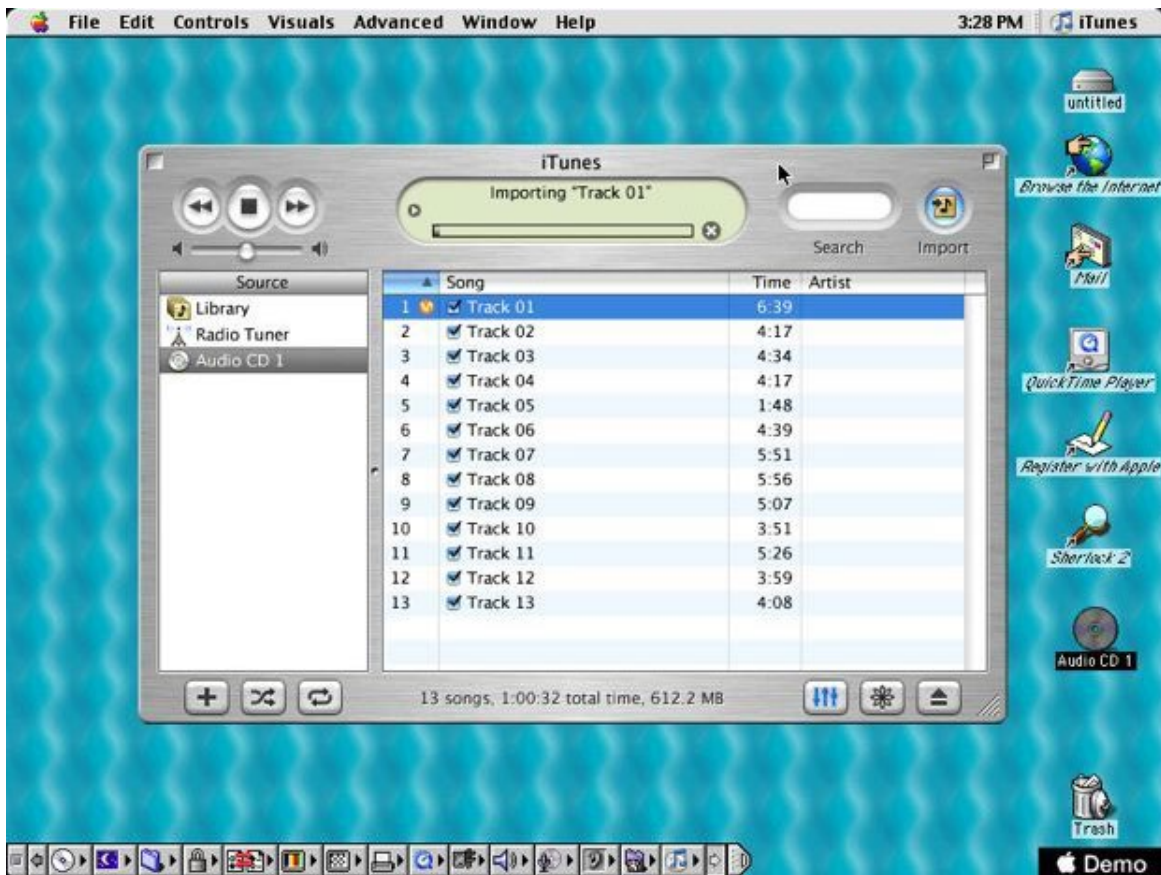 File Edit Controls Visuals Advanced Window Help 3:28 PM iTunes
untitled
Browse the Internet
Mail
QuickTime Player
Register with Apple
Sherlock 2
Audio CD 1
Trash
Demo
iTunes
Importing "Track 01"
Search Import
Source
Library
Radio Tuner
Audio CD 1
Song Time Artist
1 Track 01 6:39
2 Track 02 4:17
3 Track 03 4:34
4 Track 04 4:17
5 Track 05 1:48
6 Track 06 4:39
7 Track 07 5:51
8 Track 08 5:56
9 Track 09 5:07
10 Track 10 3:51
11 Track 11 5:26
12 Track 12 3:59
13 Track 13 4:08
13 songs, 1:00:32 total time, 612.2 MB